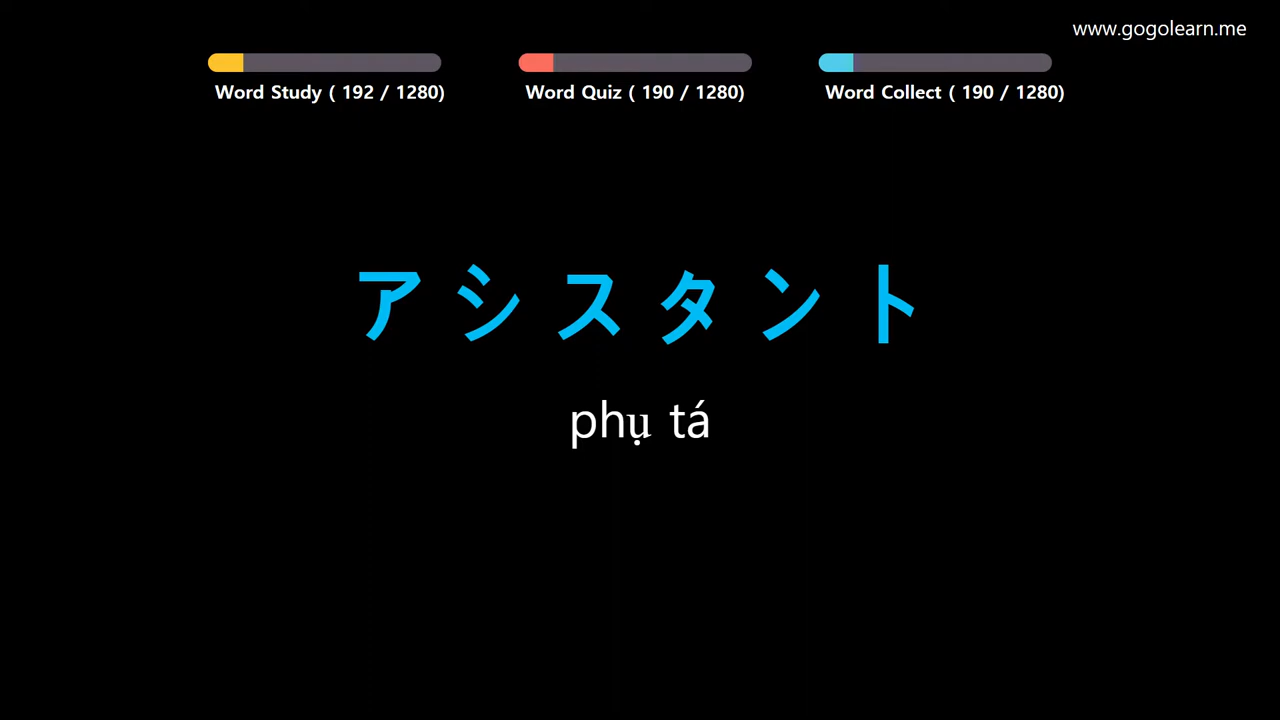 www.gogolearn.me
Word Study ( 192 / 1280)
Word Quiz ( 190 / 1280)
Word Collect ( 190 / 1280)
アシスタント
phụ tá